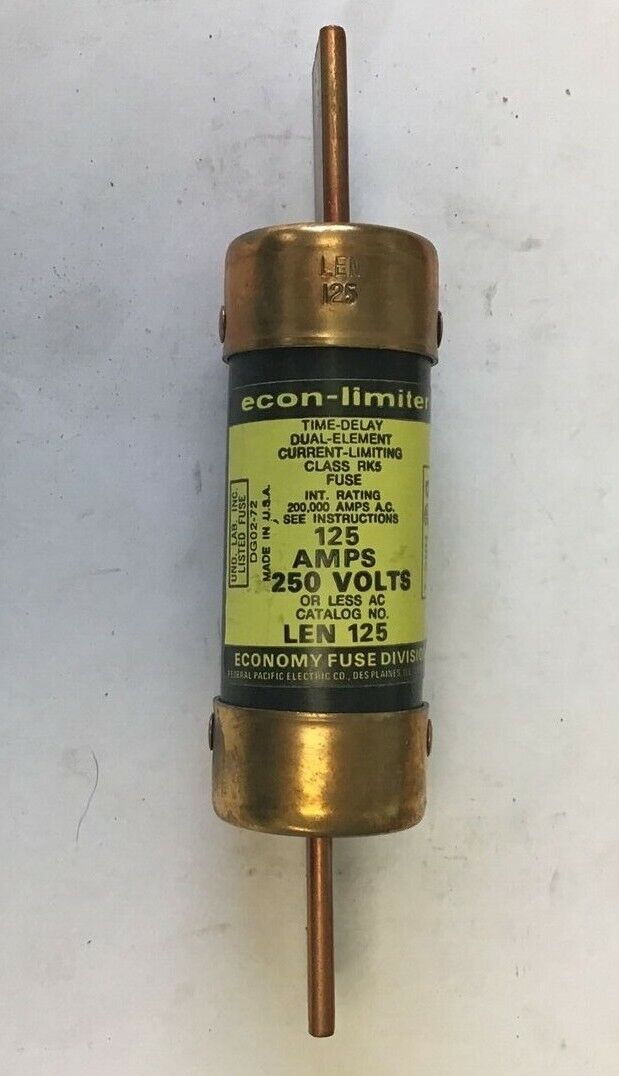 LEN
125
econ-limiter
TIME-DELAY
DUAL-ELEMENT
CURRENT-LIMITING
CLASS RK5
FUSE
INT. RATING
200,000 AMPS A.C.
SEE INSTRUCTIONS
125
AMPS
250 VOLTS
OR LESS AC
CATALOG NO.
LEN 125
ECONOMY FUSE DIVISIO
FEDERAL PACIFIC ELECTRIC CO., DES PLAINES
UND. LAB. INC.
LISTED FUSE
DG02-72
MADE IN U.S.A.